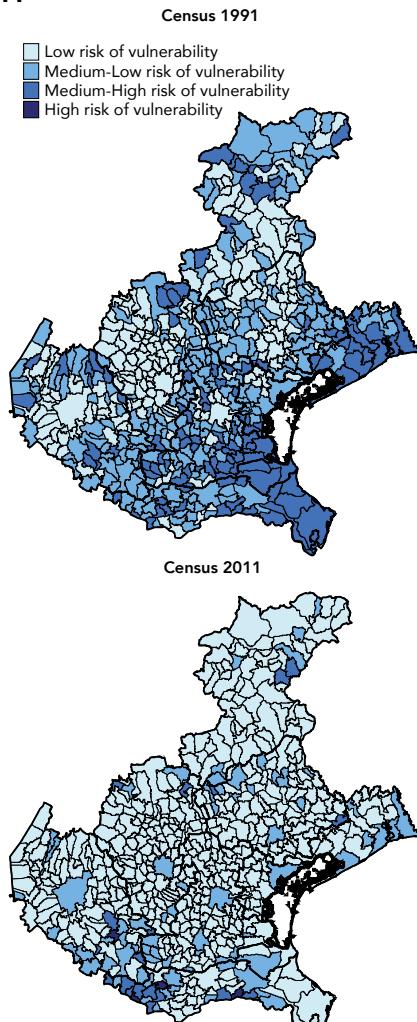 Census 1991
Low risk of vulnerability
Medium-Low risk of vulnerability
Medium-High risk of vulnerability
High risk of vulnerability
Census 2011